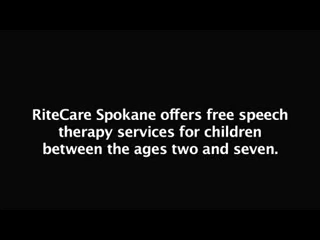 RiteCare Spokane offers free speech
therapy services for children
between the ages two and seven.